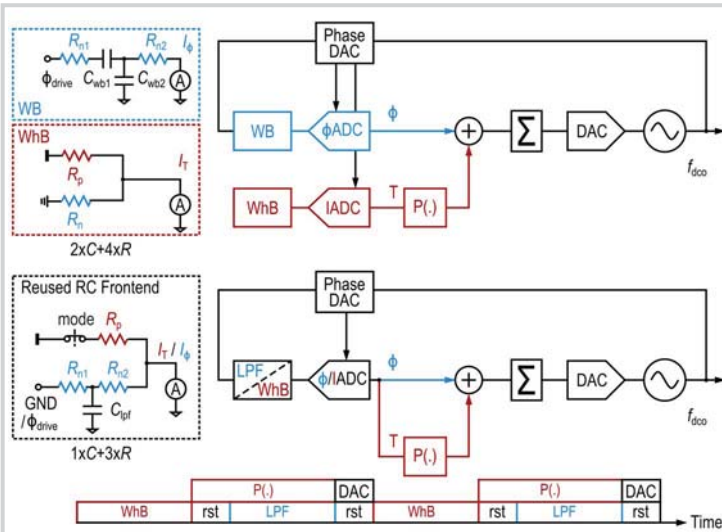 Rn1
Rn2
Iϕ
ϕdrive
Cwb1
Cwb2
A
WB
WhB
Rp
IT
Rn
A
2xC+4xR
Phase
DAC
WB
ϕADC
ϕ
+
Σ
DAC
fdco
WhB
IADC
T
P(.)
Reused RC Frontend
mode
Rp
IT / Iϕ
Rn1
Rn2
A
GND
/ϕdrive
Clpf
1xC+3xR
Phase
DAC
LPF
WhB
ϕ/IADC
ϕ
+
Σ
DAC
fdco
T
P(.)
P(.) DAC P(.) DAC
WhB rst LPF rst WhB rst LPF rst Time